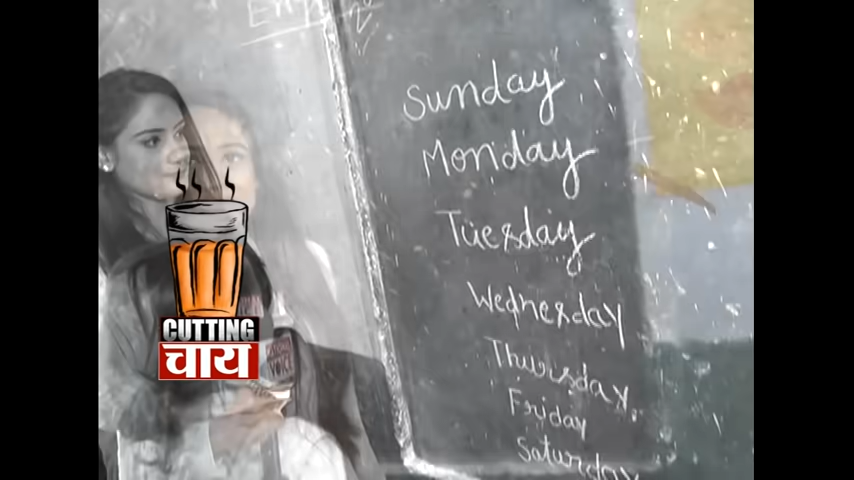 Sunday
Monday
Tuesday
Wednesday
Thursday
Friday
Saturday
CUTTING
चाय